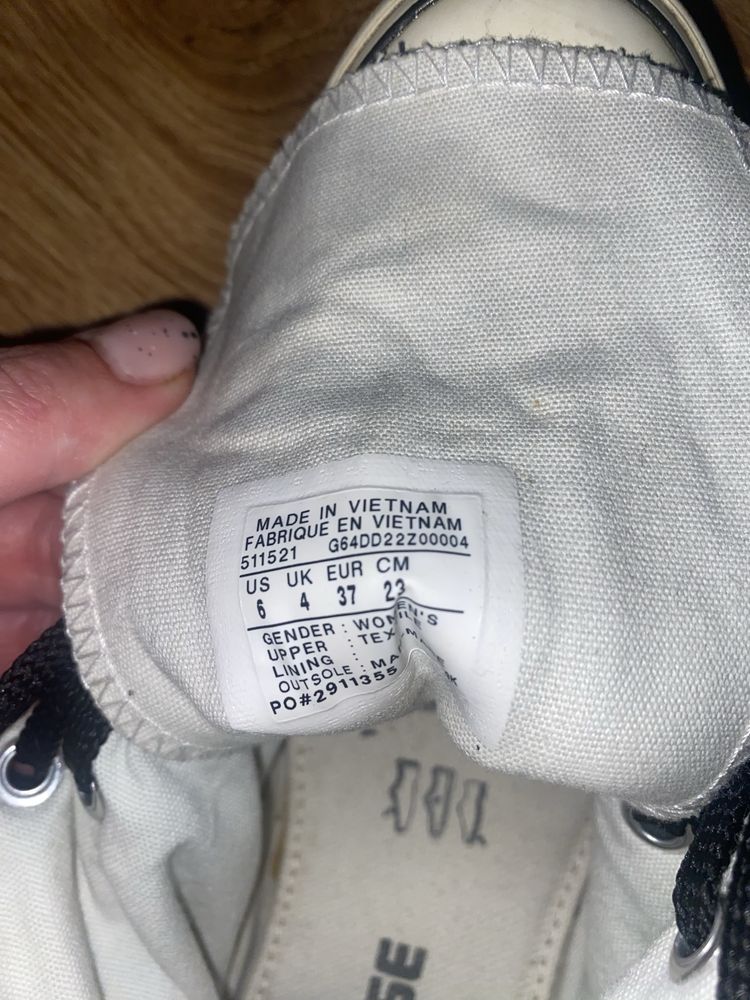 MADE IN VIETNAM
FABRIQUE EN VIETNAM
511521 G64DD22Z00004
US UK EUR CM
6 4 37 23
GENDER : WOMEN'S
UPPER : TEXTILE
LINING :
OUTSOLE :
PO#2911355